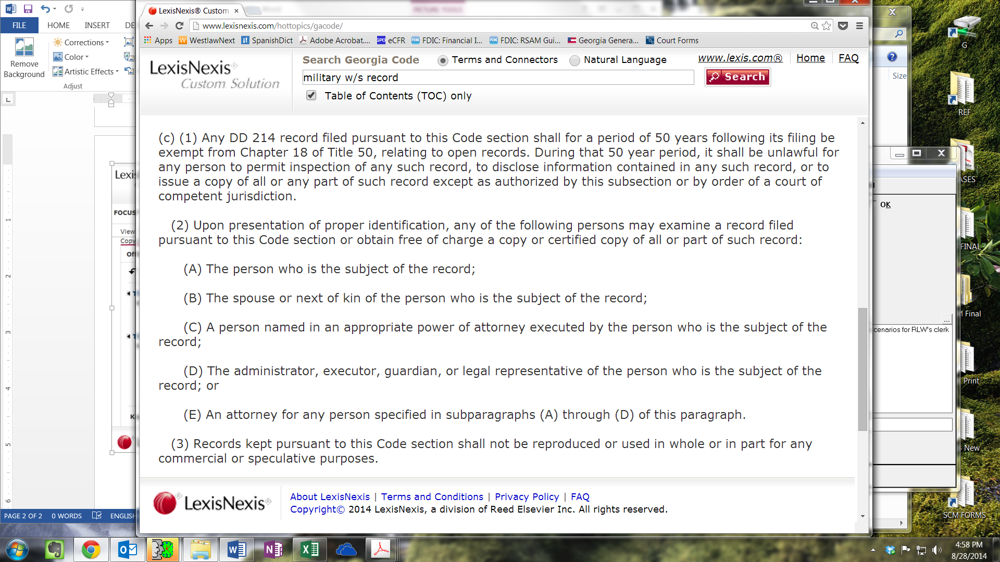 LexisNexis® Custom
www.lexisnexis.com/hottopics/gacode/
Apps WestlawNext SpanishDict Adobe Acrobat.... eCFR FDIC: Financial I... FDIC: RSAM Gui... Georgia Genera... Court Forms
FILE HOME INSERT DE
Corrections
Color
Artistic Effects
Remove
Background
Adjust
LexisNexis®
Custom Solution
Search Georgia Code Terms and Connectors Natural Language
www.lexis.com® Home FAQ
military w/s record
Search
Table of Contents (TOC) only
(c) (1) Any DD 214 record filed pursuant to this Code section shall for a period of 50 years following its filing be
exempt from Chapter 18 of Title 50, relating to open records. During that 50 year period, it shall be unlawful for
any person to permit inspection of any such record, to disclose information contained in any such record, or to
issue a copy of all or any part of such record except as authorized by this subsection or by order of a court of
competent jurisdiction.
(2) Upon presentation of proper identification, any of the following persons may examine a record filed
pursuant to this Code section or obtain free of charge a copy or certified copy of all or part of such record:
(A) The person who is the subject of the record;
(B) The spouse or next of kin of the person who is the subject of the record;
(C) A person named in an appropriate power of attorney executed by the person who is the subject of the
record;
(D) The administrator, executor, guardian, or legal representative of the person who is the subject of the
record; or
(E) An attorney for any person specified in subparagraphs (A) through (D) of this paragraph.
(3) Records kept pursuant to this Code section shall not be reproduced or used in whole or in part for any
commercial or speculative purposes.
LexisNexis®
About LexisNexis | Terms and Conditions | Privacy Policy | FAQ
Copyright© 2014 LexisNexis, a division of Reed Elsevier Inc. All rights reserved.
Lexi
FOCUS
View
Copy
Off
PAGE 2 OF 2 0 WORDS ENGLISH
Size
OK
...
cenarios for RLW's clerk
G
REF
ASES
FINAL
Final
Print
New
SCM FORMS
4:58 PM
8/28/2014